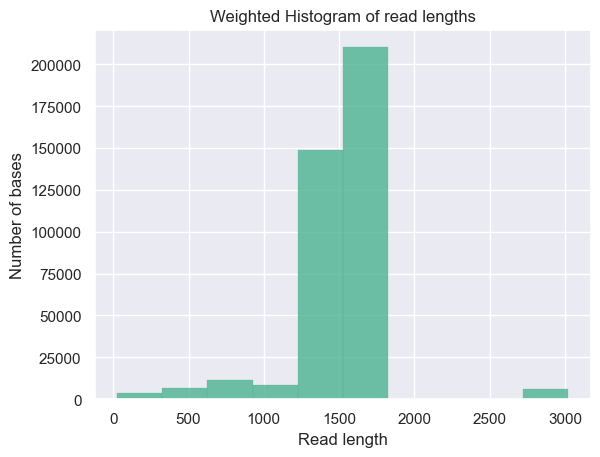 Weighted Histogram of read lengths
Number of bases
200000
175000
150000
125000
100000
75000
50000
25000
0
0 500 1000 1500 2000 2500 3000
Read length